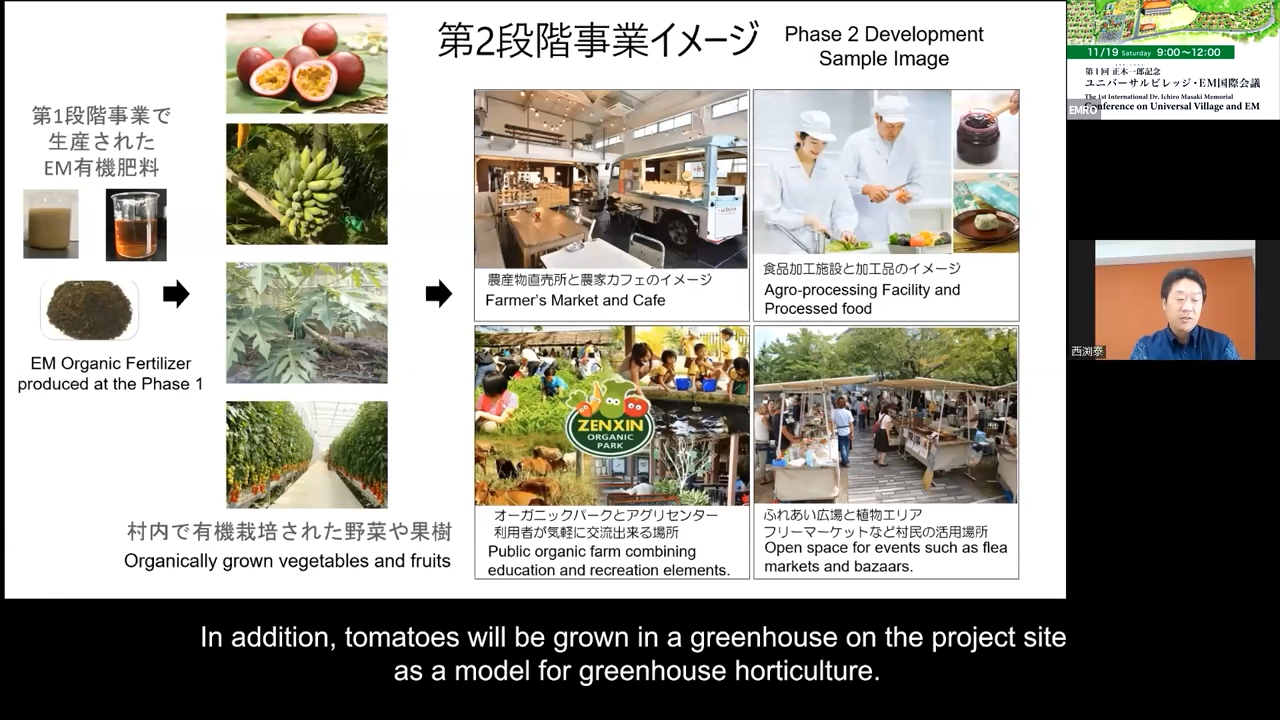 第2段階事業イメージ
Phase 2 Development
Sample Image
第1段階事業で
生産された
EM有機肥料
EM Organic Fertilizer
produced at the Phase 1
村内で有機栽培された野菜や果樹
Organically grown vegetables and fruits
農産物直売所と農家カフェのイメージ
Farmer's Market and Cafe
食品加工施設と加工品のイメージ
Agro-processing Facility and
Processed food
ZENXIN
ORGANIC
PARK
オーガニックパークとアグリセンター
利用者が気軽に交流出来る場所
Public organic farm combining
education and recreation elements.
ふれあい広場と植物エリア
フリーマーケットなど村民の活用場所
Open space for events such as flea
markets and bazaars.
11/19 Saturday 9:00～12:00
第1回 正木一郎記念
ユニバーサルビレッジ・EM国際会議
The 1st International Dr. Ichiro Masaki Memorial
Conference on Universal Village and EM
EMRO
西渕泰
In addition, tomatoes will be grown in a greenhouse on the project site
as a model for greenhouse horticulture.